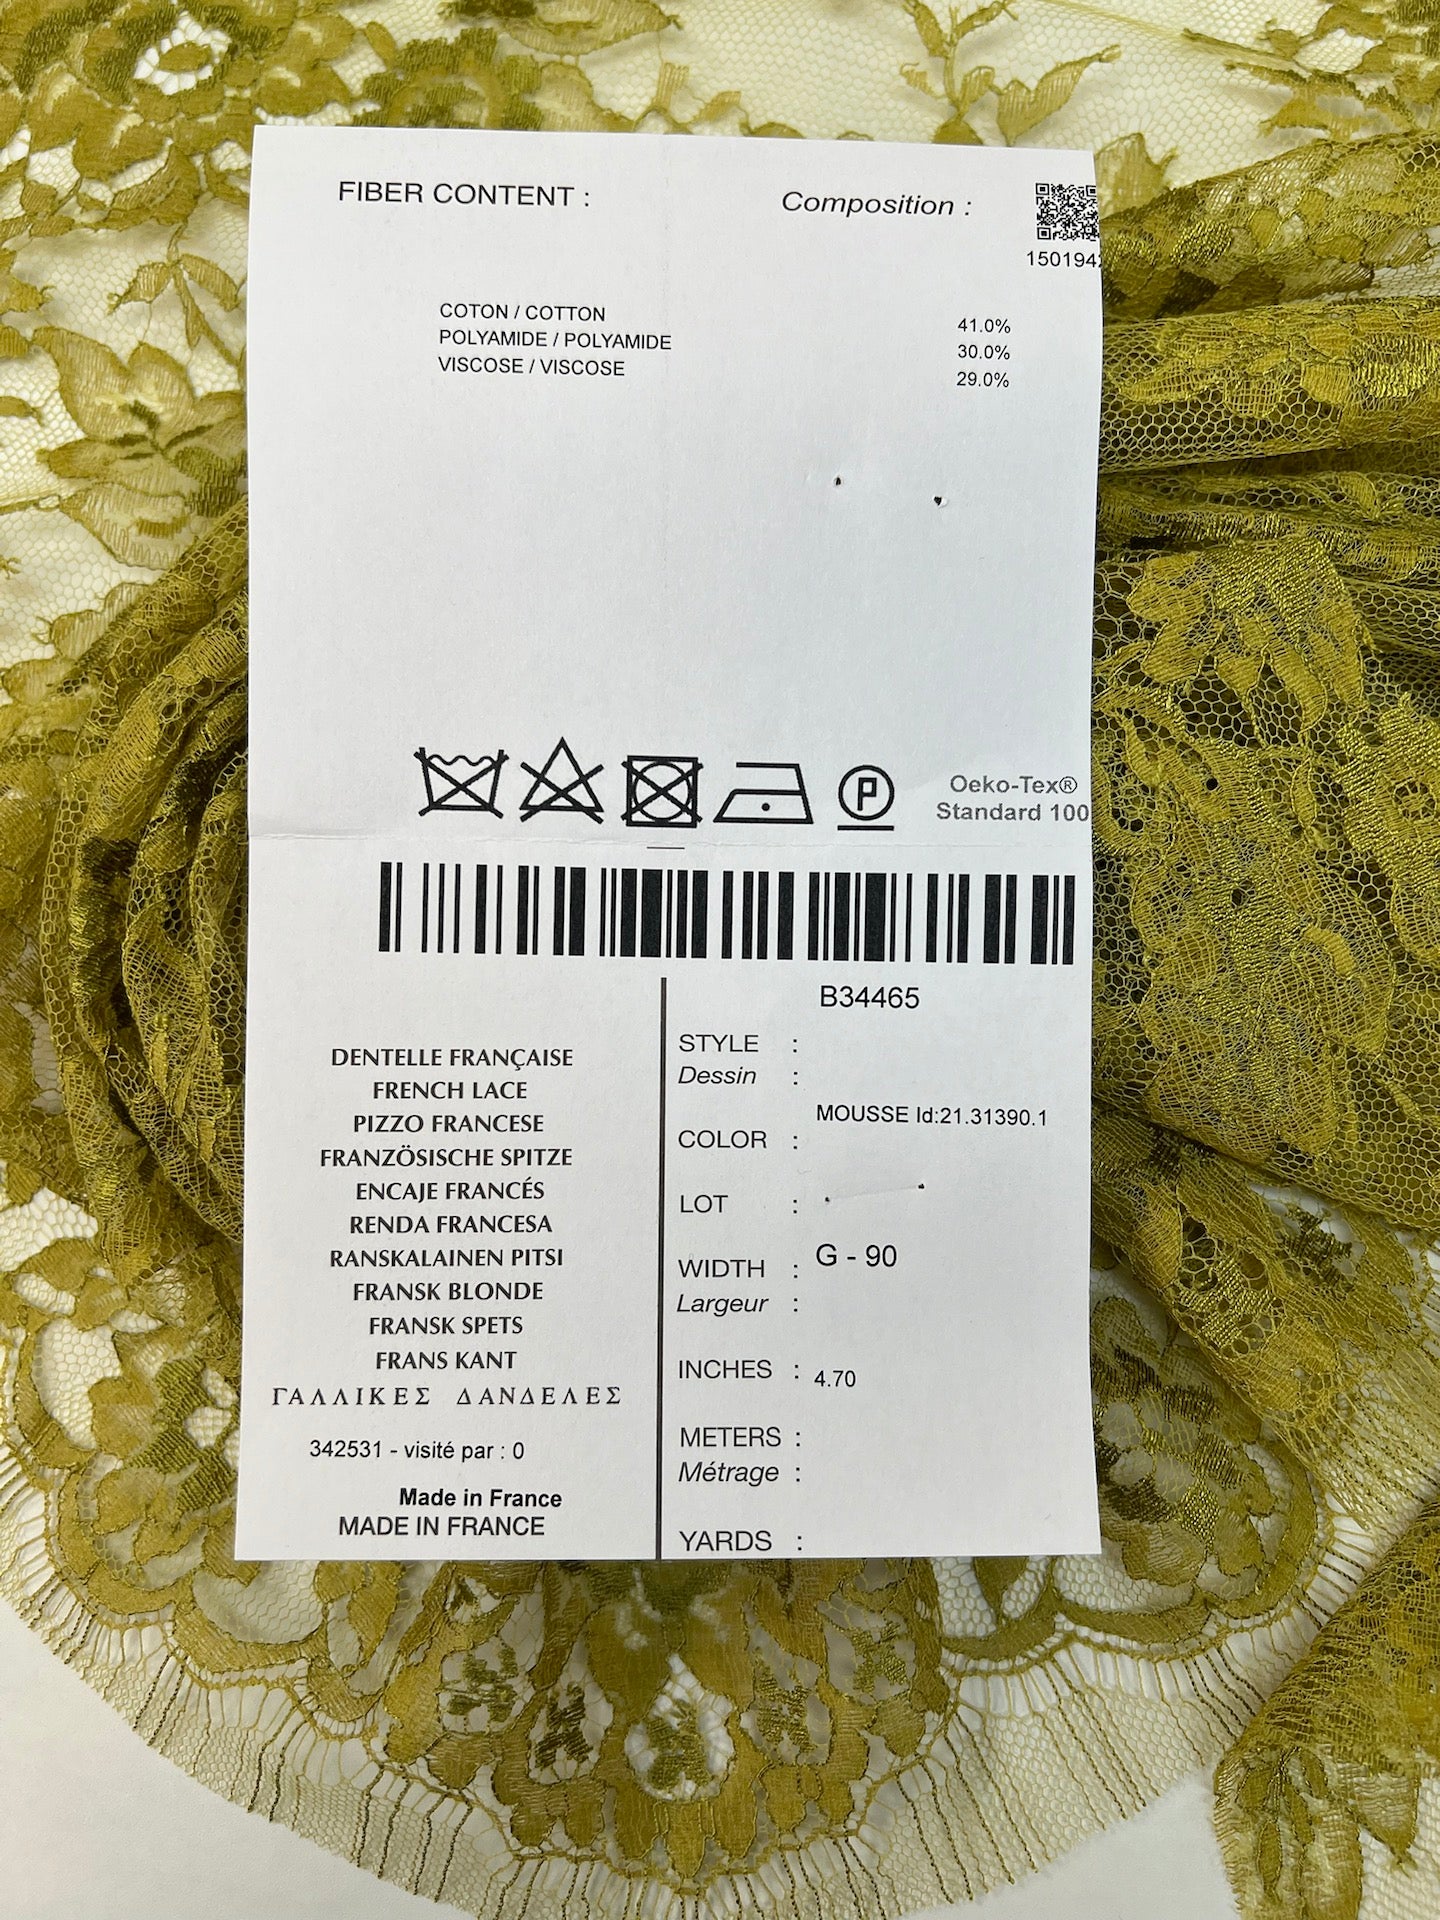 FIBER CONTENT :
Composition :
COTON / COTTON 41.0%
POLYAMIDE / POLYAMIDE 30.0%
VISCOSE / VISCOSE 29.0%
P
Oeko-Tex®
Standard 100
B34465
DENTELLE FRANÇAISE
FRENCH LACE
PIZZO FRANCESE
FRANZÖSISCHE SPITZE
ENCAJE FRANCÉS
RENDA FRANCESA
RANSKALAINEN PITSI
FRANSK BLONDE
FRANSK SPETS
FRANS KANT
ΓΑΛΛΙΚΕΣ ΔΑΝΔΕΛΕΣ
342531 - visité par : 0
Made in France
MADE IN FRANCE
STYLE :
Dessin :
MOUSSE Id:21.31390.1
COLOR :
LOT :
WIDTH : G - 90
Largeur :
INCHES : 4.70
METERS :
Métrage :
YARDS :